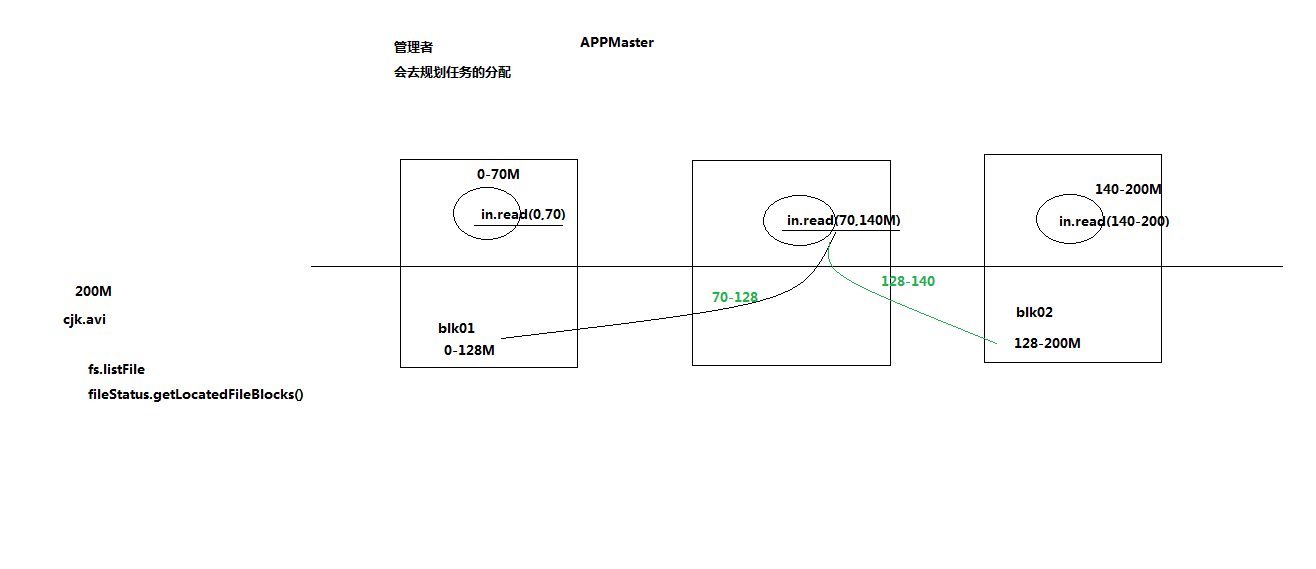 管理者
APPMaster
会去规划任务的分配
0-70M
in.read(0,70)
in.read(70,140M)
140-200M
in.read(140-200)
200M
cjk.avi
70-128
128-140
blk01
0-128M
blk02
128-200M
fs.listFile
fileStatus.getLocatedFileBlocks()